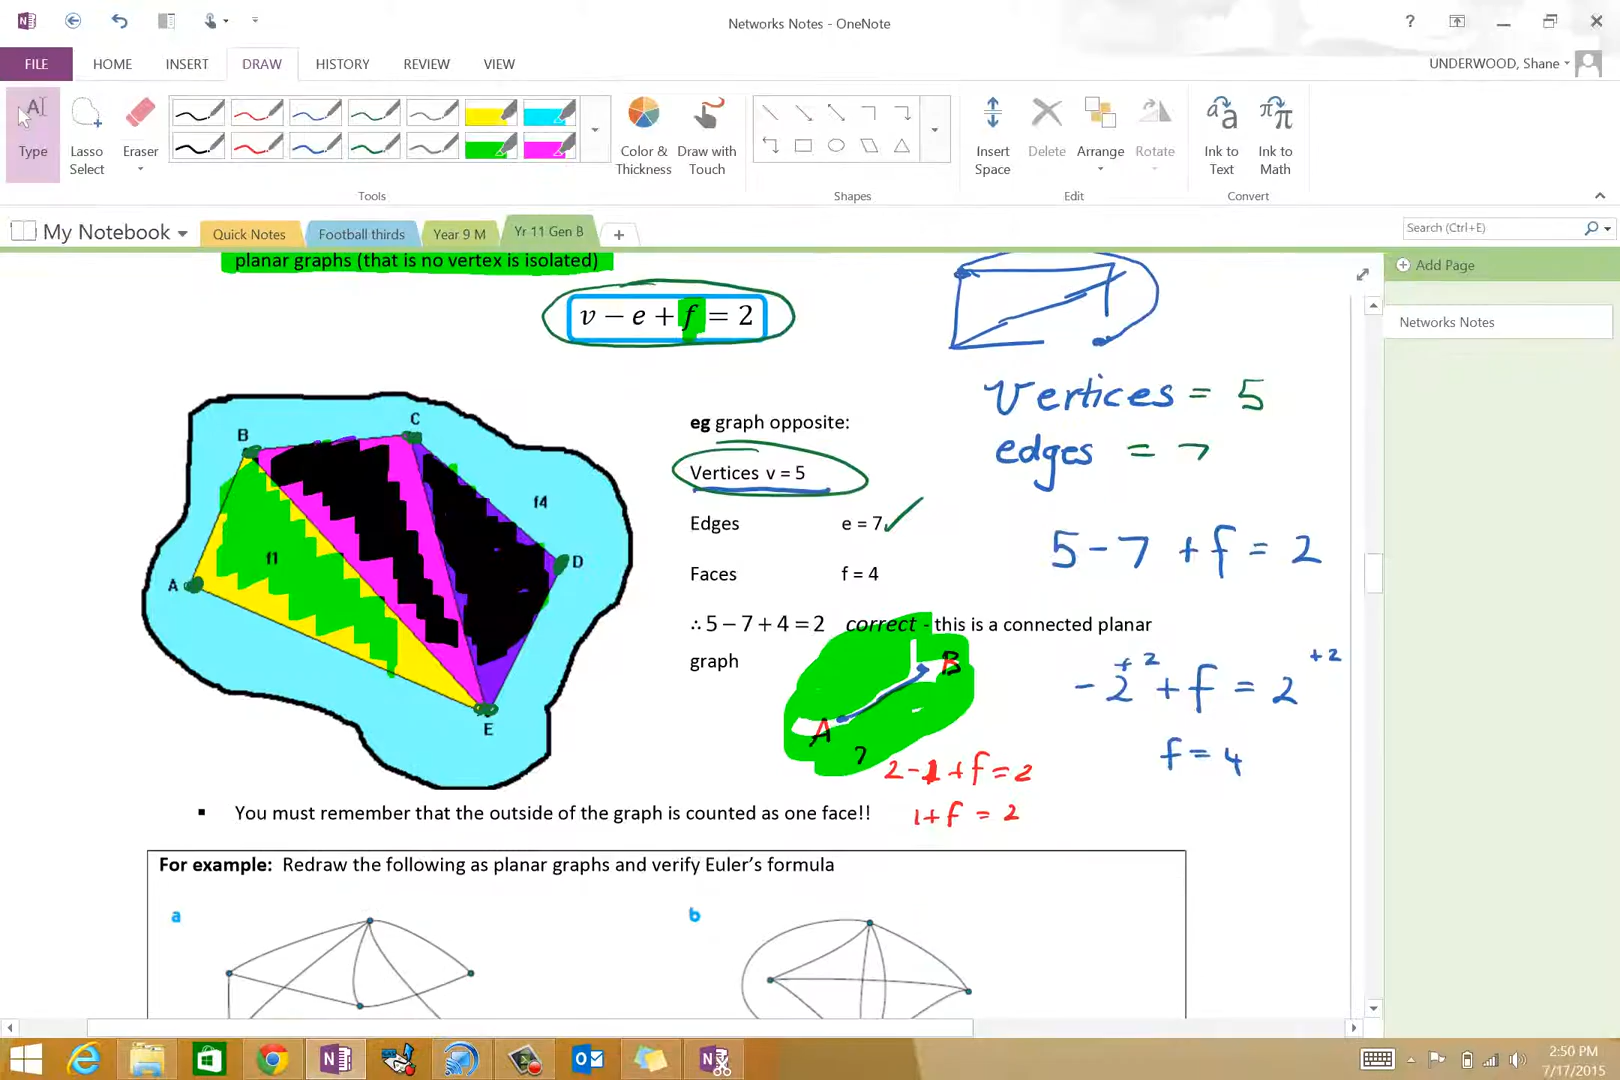 Networks Notes - OneNote
?
FILE HOME INSERT DRAW HISTORY REVIEW VIEW
UNDERWOOD, Shane
Type
Lasso Select
Eraser
Color & Thickness
Draw with Touch
Insert Space
Delete
Arrange
Rotate
Ink to Text
Ink to Math
Tools
Shapes
Edit
Convert
My Notebook
Quick Notes
Football thirds
Year 9 M
Yr 11 Gen B
Search (Ctrl+E)
Add Page
Networks Notes
planar graphs (that is no vertex is isolated)
v − e + f = 2
B
C
f4
D
f1
A
E
eg graph opposite:
Vertices v = 5
Edges e = 7
Faces f = 4
∴ 5 − 7 + 4 = 2 correct - this is a connected planar
graph
Vertices = 5
edges = 7
5 - 7 + f = 2
+2 +2
-2 + f = 2
f = 4
B
A
?
2 - 1 + f = 2
1 + f = 2
▪ You must remember that the outside of the graph is counted as one face!!
For example: Redraw the following as planar graphs and verify Euler's formula
a
b
2:50 PM
7/17/2015